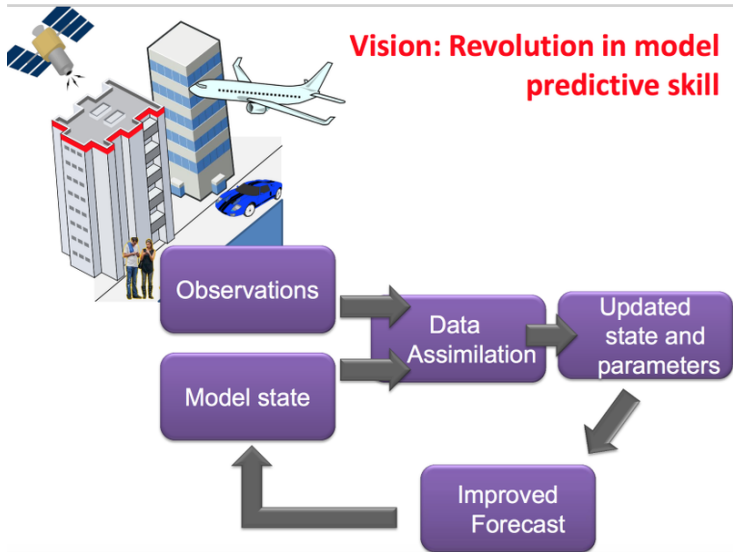 Vision: Revolution in model
predictive skill
Observations
Data
Assimilation
Updated
state and
parameters
Model state
Improved
Forecast